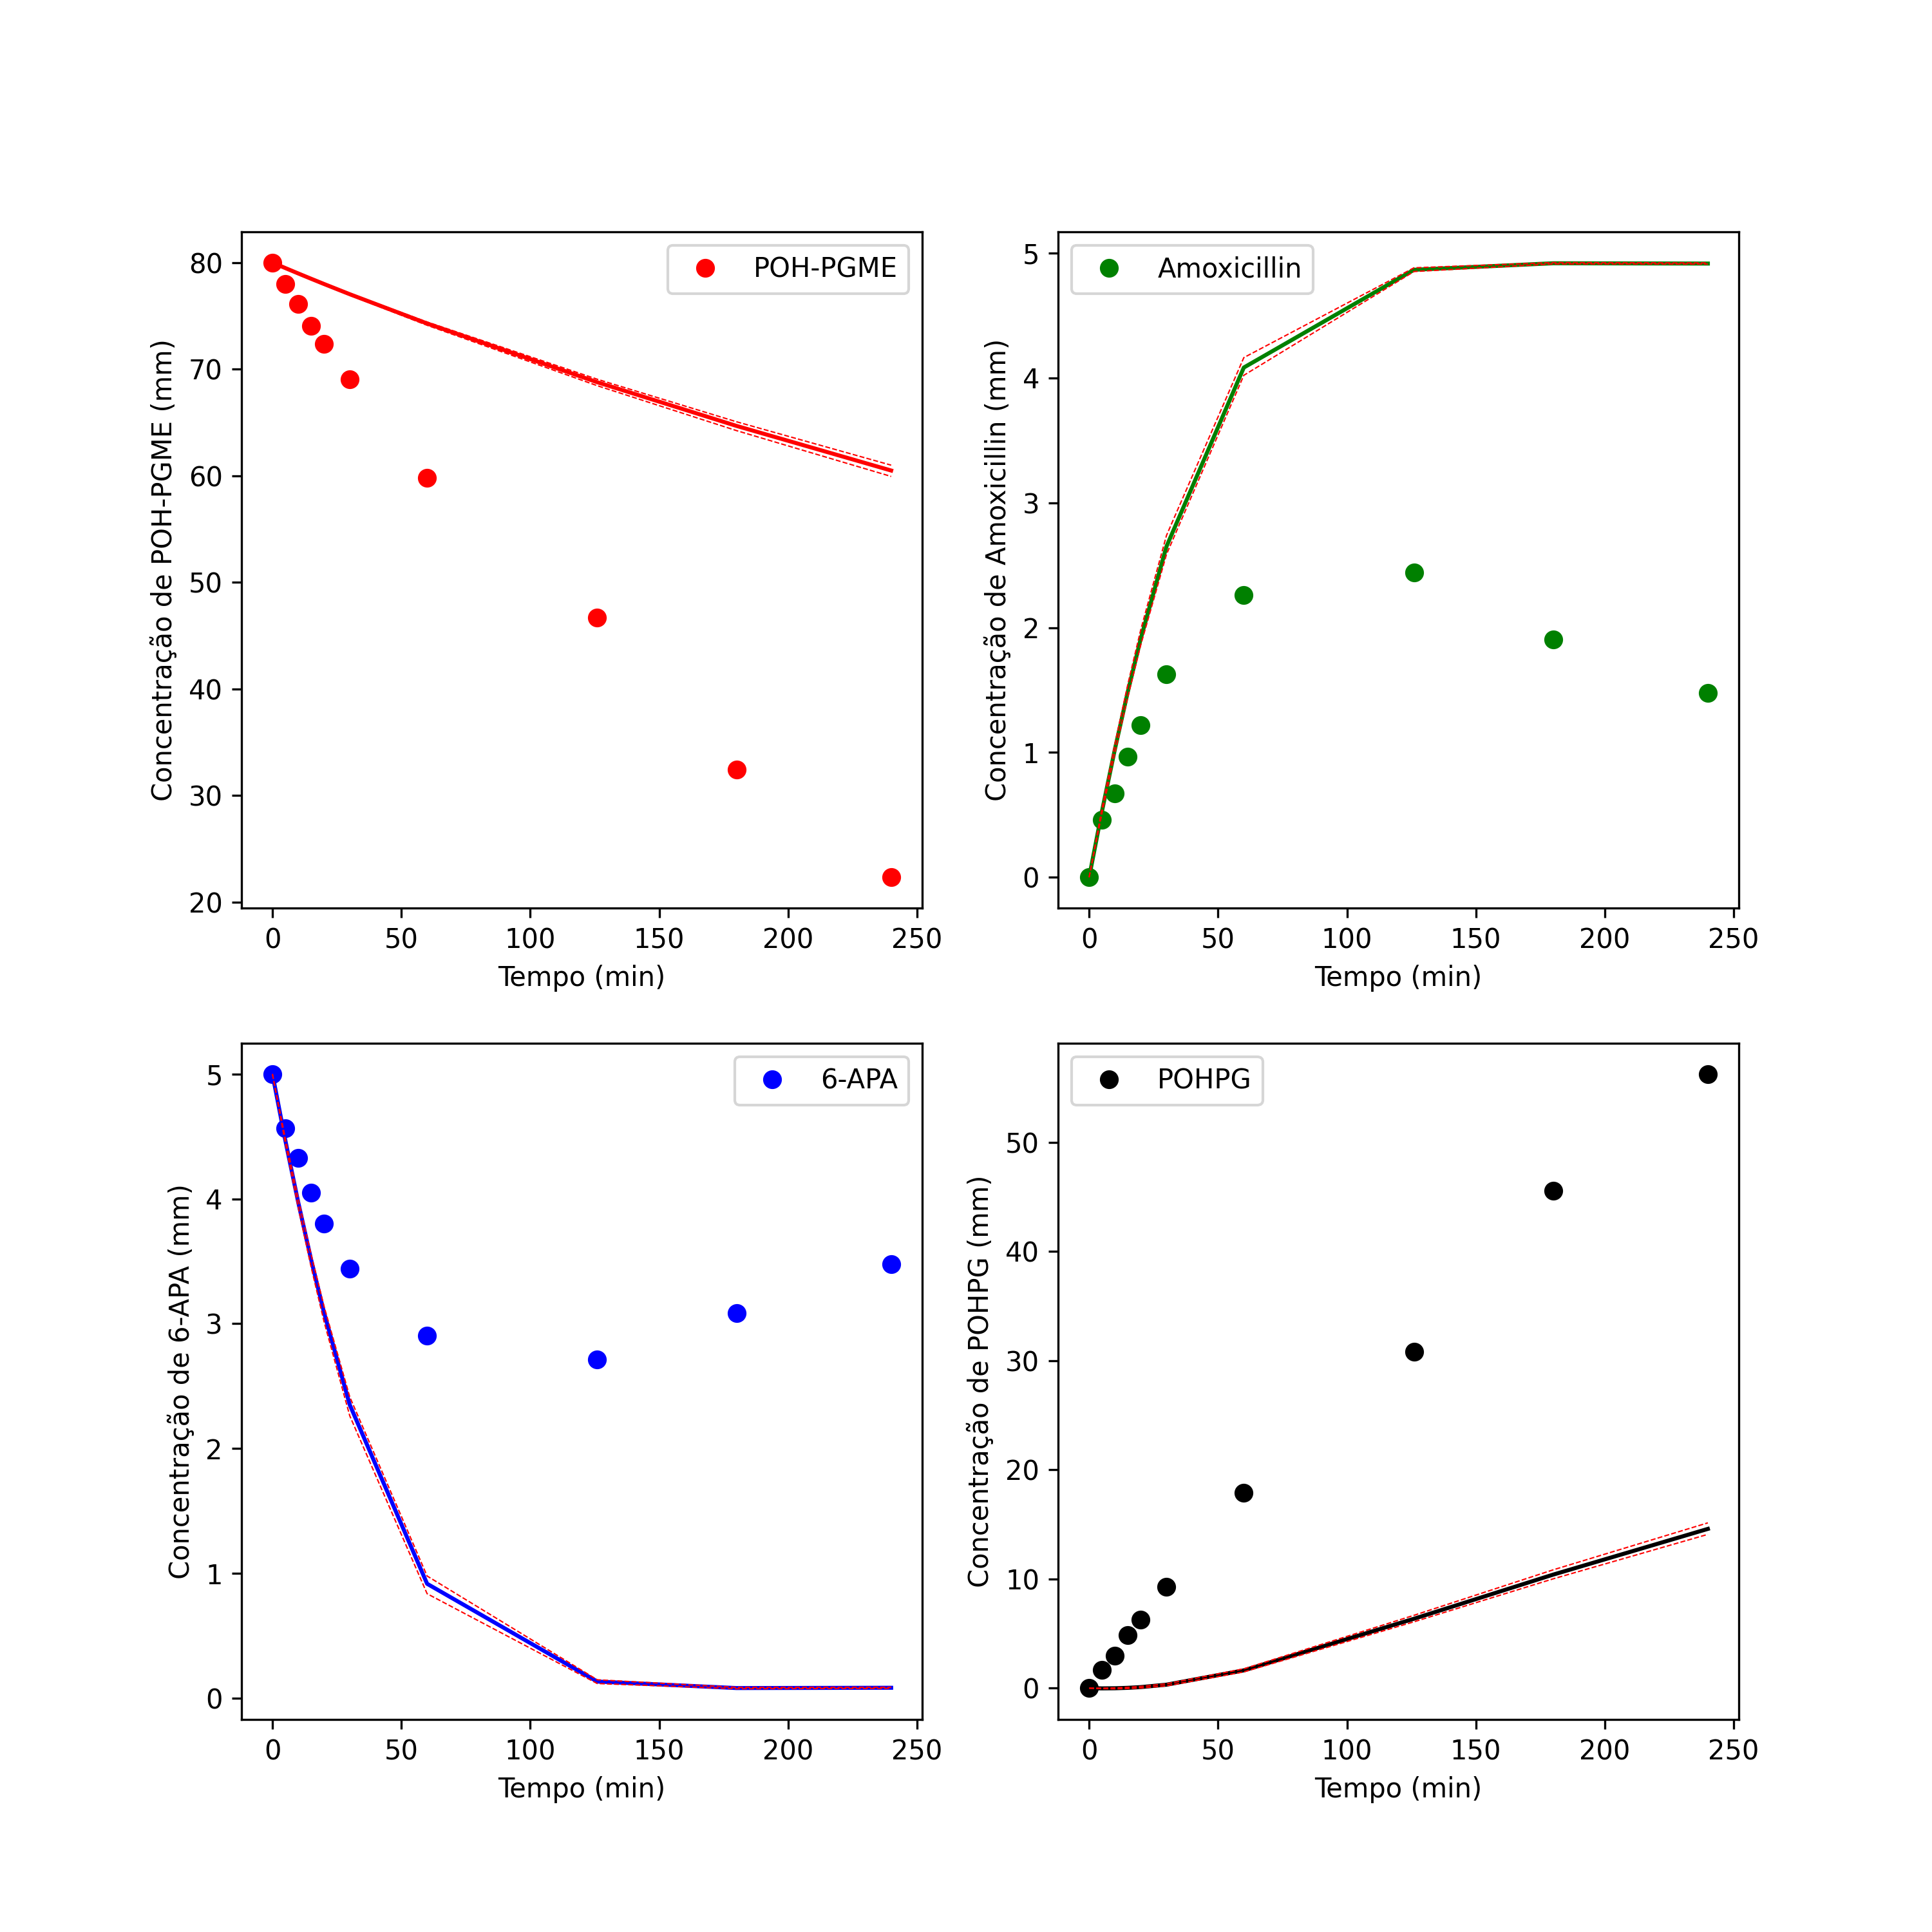 POH-PGME
Concentração de POH-PGME (mm)
80
70
60
50
40
30
20
0 50 100 150 200 250
Tempo (min)
Amoxicillin
Concentração de Amoxicillin (mm)
5
4
3
2
1
0
0 50 100 150 200 250
Tempo (min)
6-APA
Concentração de 6-APA (mm)
5
4
3
2
1
0
0 50 100 150 200 250
Tempo (min)
POHPG
Concentração de POHPG (mm)
50
40
30
20
10
0
0 50 100 150 200 250
Tempo (min)